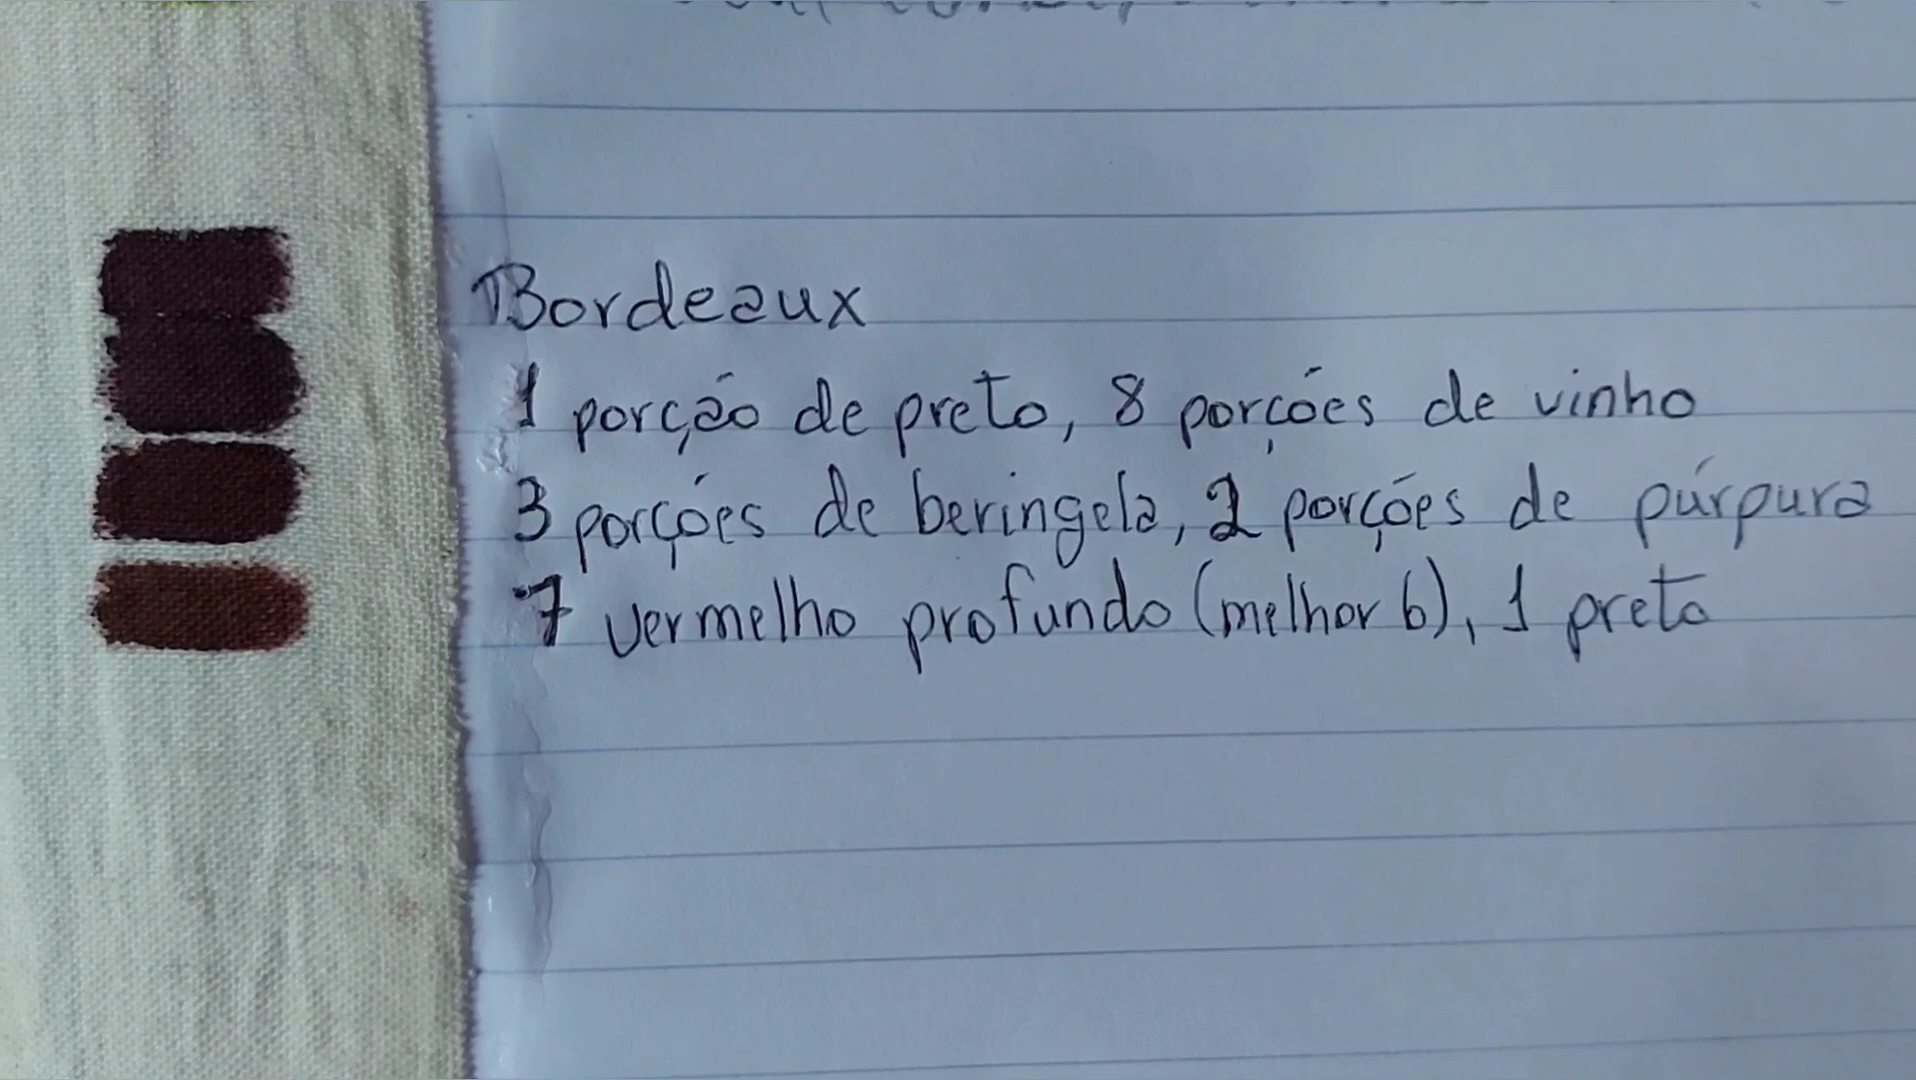 Bordeaux
1 porção de preto, 8 porções de vinho
3 porções de beringela, 2 porções de púrpura
7 vermelho profundo (melhor 6), 1 preto